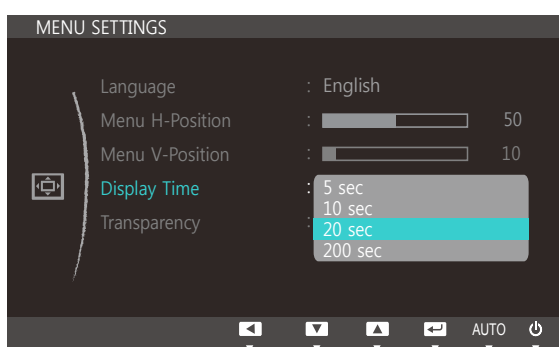 MENU SETTINGS
Language : English
Menu H-Position : 50
Menu V-Position : 10
Display Time : 5 sec
10 sec
Transparency : 20 sec
200 sec
AUTO